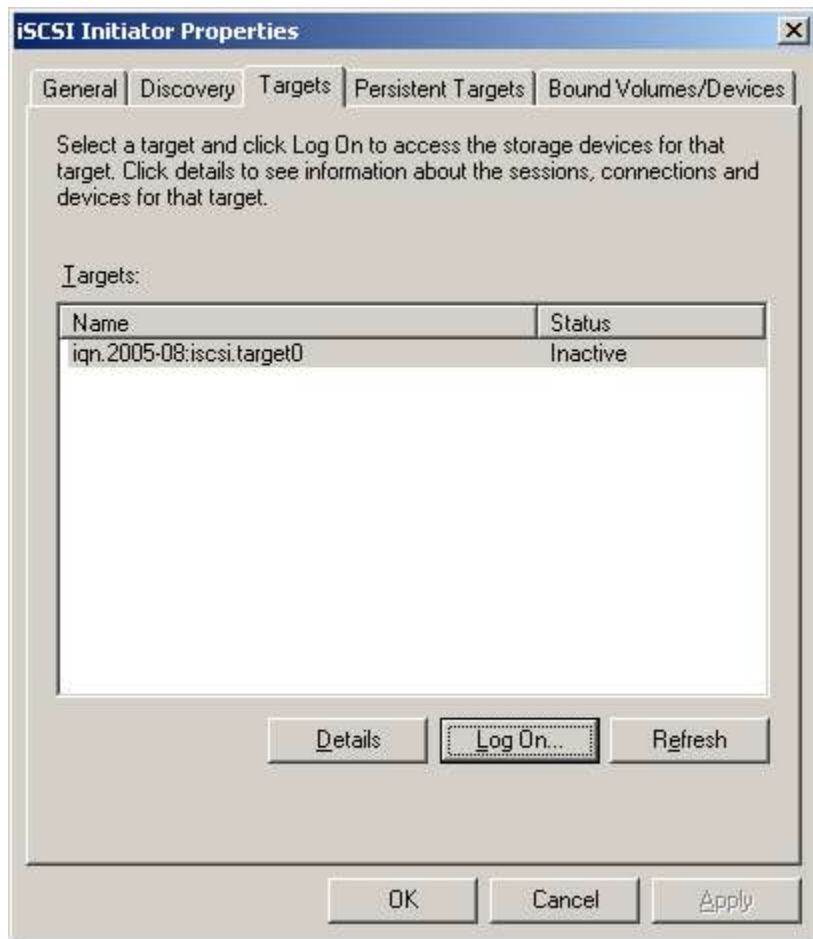 iSCSI Initiator Properties
General Discovery Targets Persistent Targets Bound Volumes/Devices
Select a target and click Log On to access the storage devices for that
target. Click details to see information about the sessions, connections and
devices for that target.
Targets:
Name Status
iqn.2005-08:iscsi.target0 Inactive
Details Log On... Refresh
OK Cancel Apply